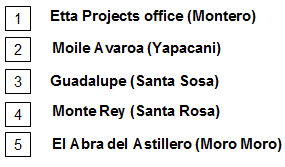 1 Etta Projects office (Montero)
2 Moile Avaroa (Yapacani)
3 Guadalupe (Santa Sosa)
4 Monte Rey (Santa Rosa)
5 El Abra del Astillero (Moro Moro)